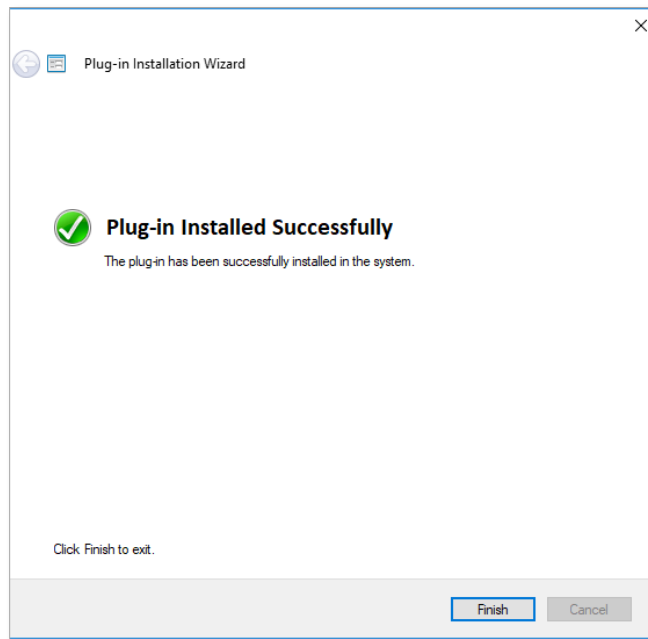 Plug-in Installation Wizard
Plug-in Installed Successfully
The plug-in has been successfully installed in the system.
Click Finish to exit.
Finish Cancel